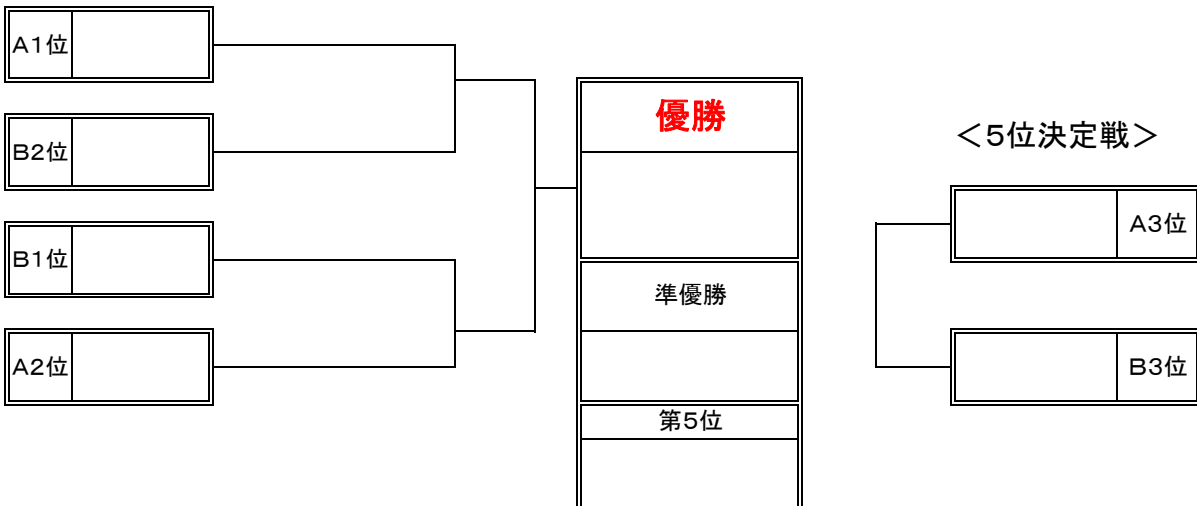 A1位
B2位
B1位
A2位
優勝
準優勝
第5位
＜5位決定戦＞
A3位
B3位